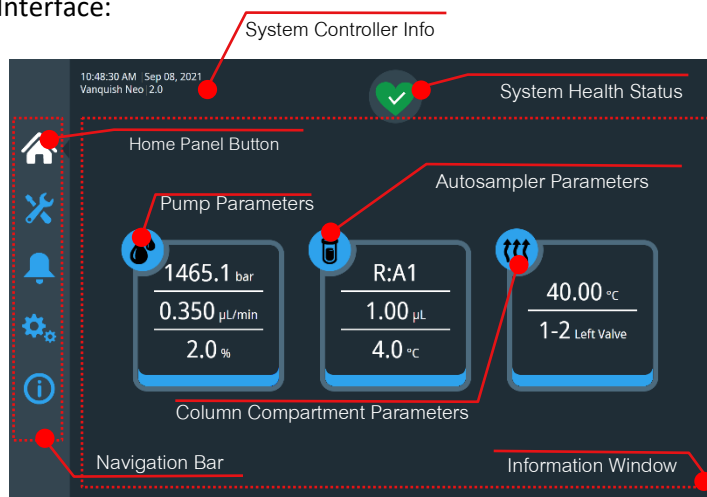 Interface:
System Controller Info
10:48:30 AM | Sep 08, 2021
Vanquish Neo | 2.0
System Health Status
Home Panel Button
Autosampler Parameters
Pump Parameters
1465.1 bar
0.350 µL/min
2.0 %
R:A1
1.00 µL
4.0 °C
40.00 °C
1-2 Left Valve
Column Compartment Parameters
Navigation Bar
Information Window